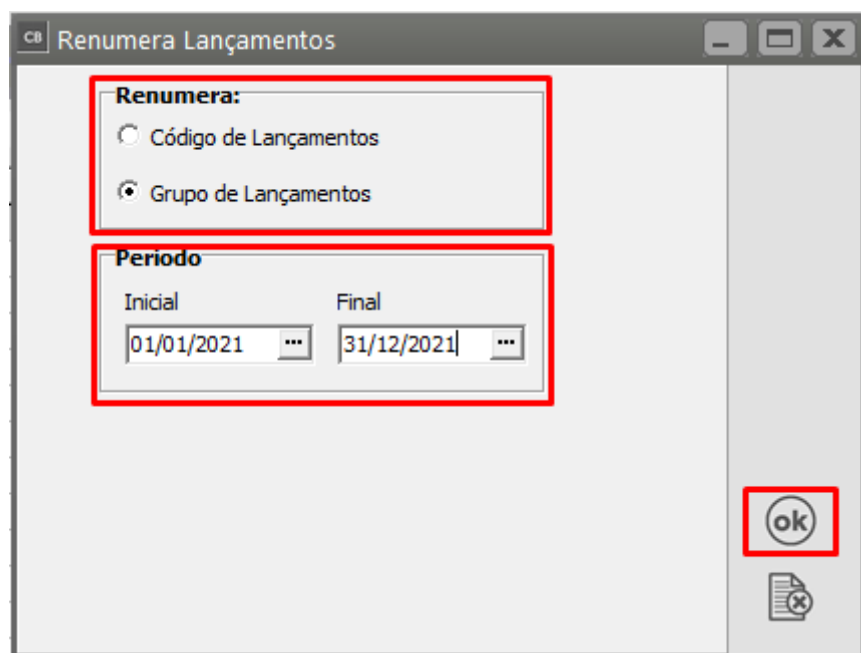 CB Renumera Lançamentos
Renumera:
Código de Lançamentos
Grupo de Lançamentos
Periodo
Inicial Final
01/01/2021 ... 31/12/2021 ...
ok